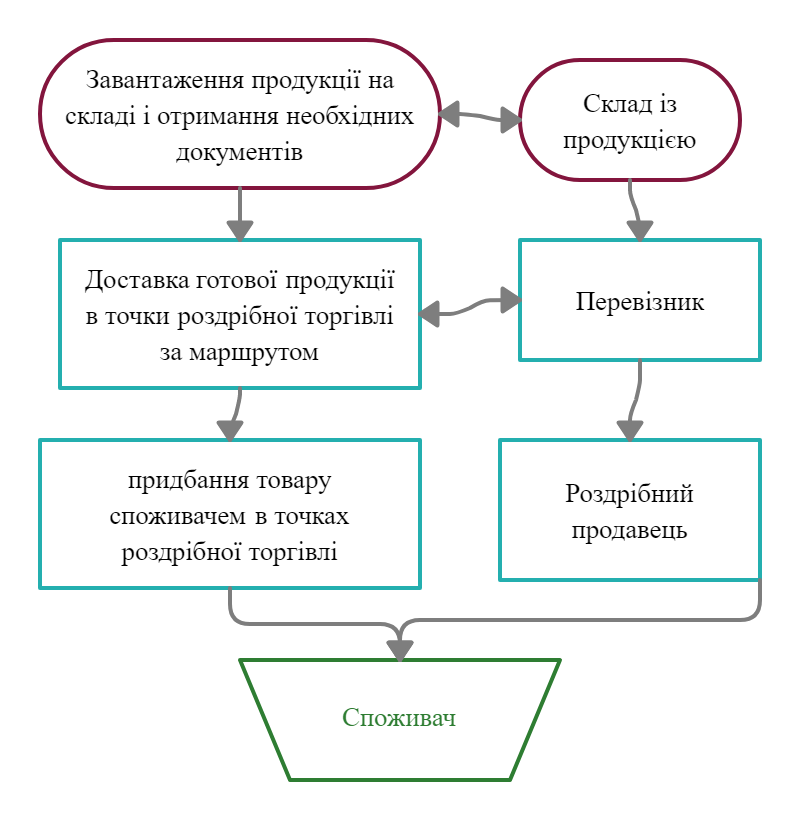 Завантаження продукції на
складі і отримання необхідних
документів
Склад із
продукцією
Доставка готової продукції
в точки роздрібної торгівлі
за маршрутом
Перевізник
придбання товару
споживачем в точках
роздрібної торгівлі
Роздрібний
продавець
Споживач